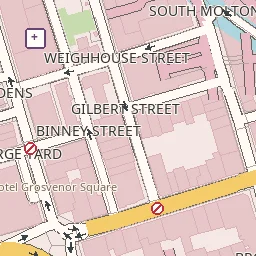 SOUTH MOLTON
WEIGHHOUSE STREET
DENS
GILBERT STREET
BINNEY STREET
RGE YARD
otel Grosvenor Square
BRO